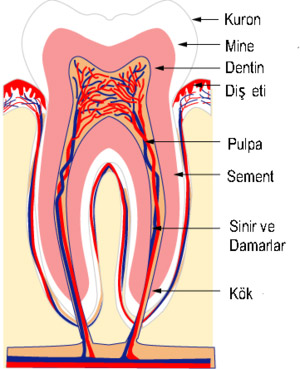 Kuron
Mine
Dentin
Diş eti
Pulpa
Sement
Sinir ve
Damarlar
Kök